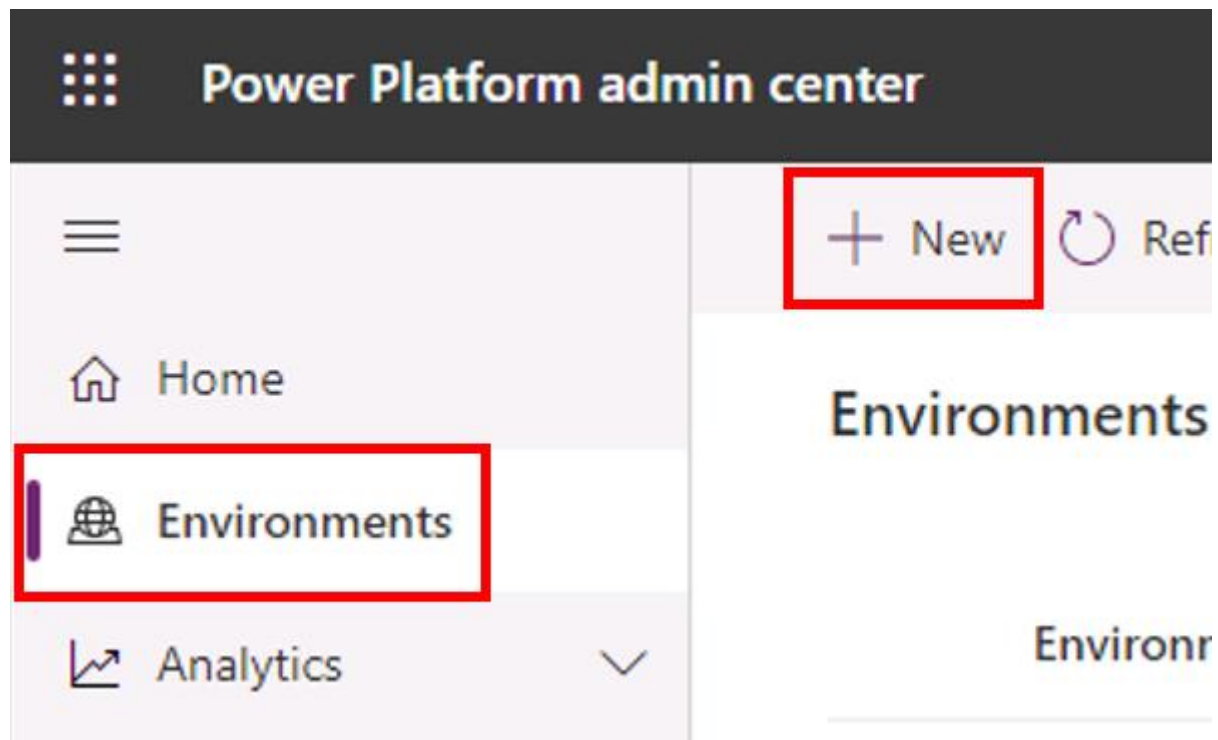 Power Platform admin center
New
Home
Environments
Analytics
Environments